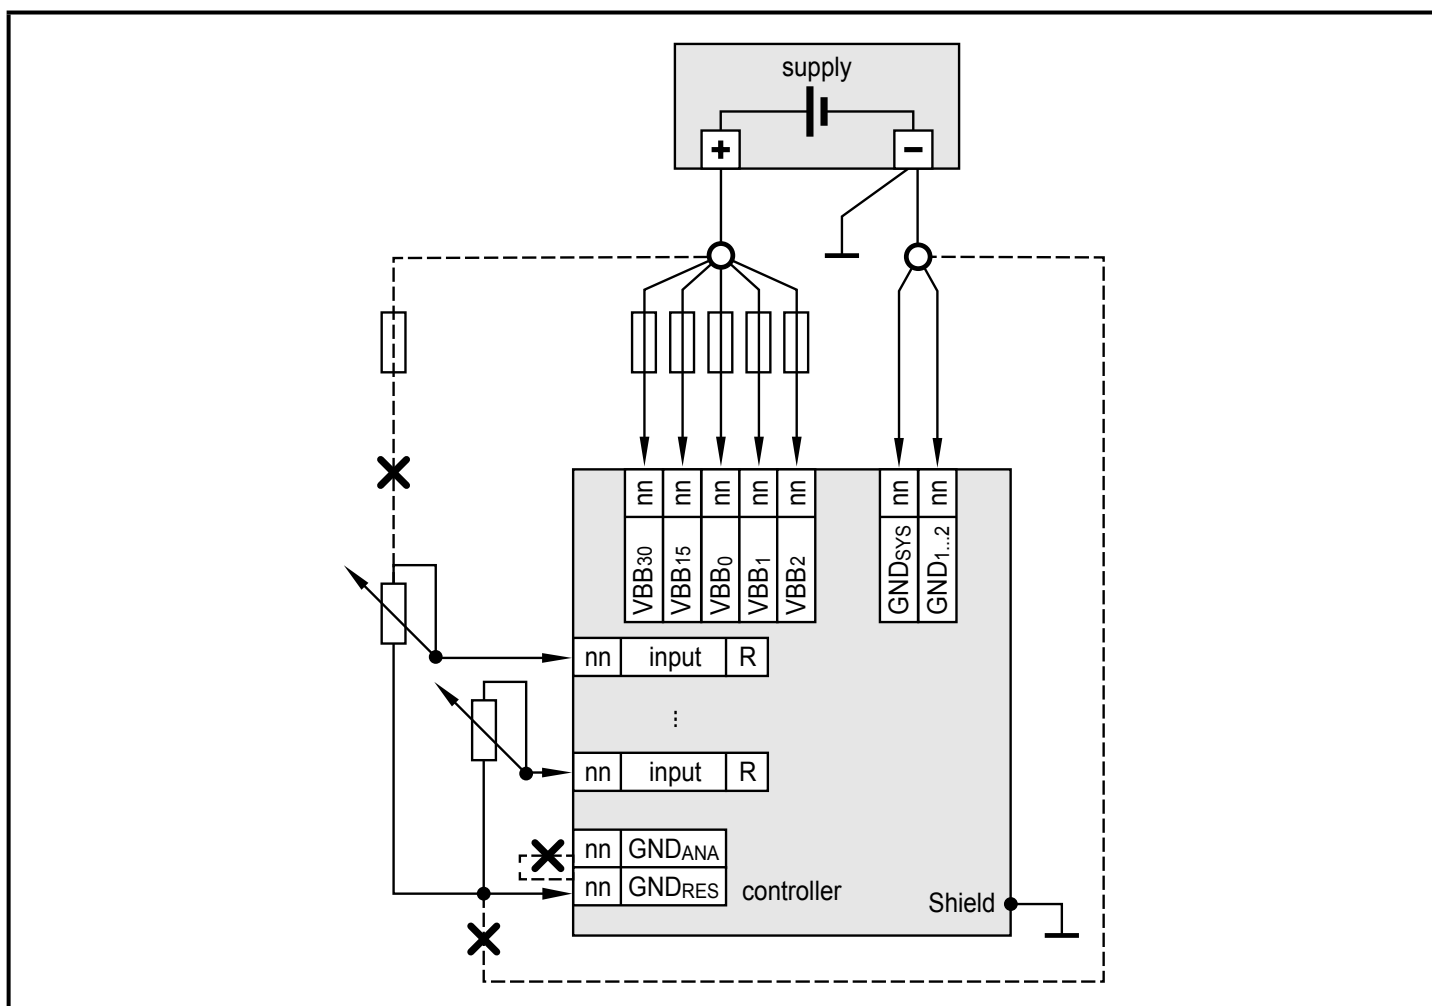 supply
+
−
nn nn nn nn nn nn nn
VBB30 VBB15 VBB0 VBB1 VBB2 GNDSYS GND1...2
nn input R
...
nn input R
nn GNDANA
nn GNDRES
controller
Shield